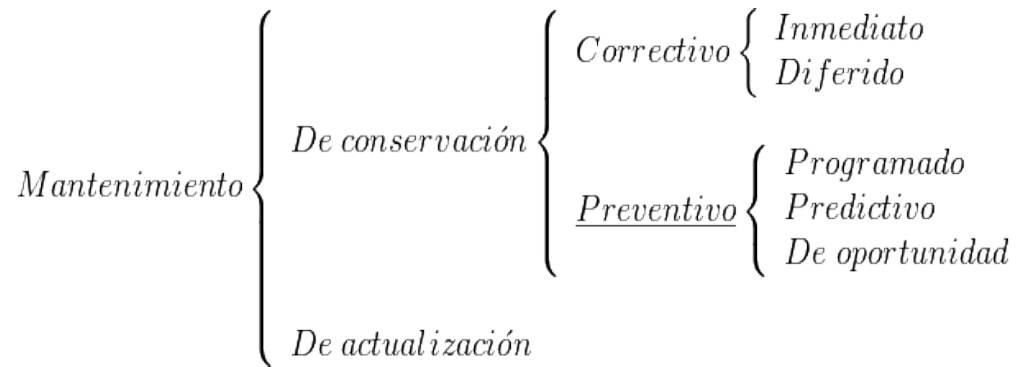 Mantenimiento
De conservación
Correctivo
Inmediato
Diferido
Preventivo
Programado
Predictivo
De oportunidad
De actualización